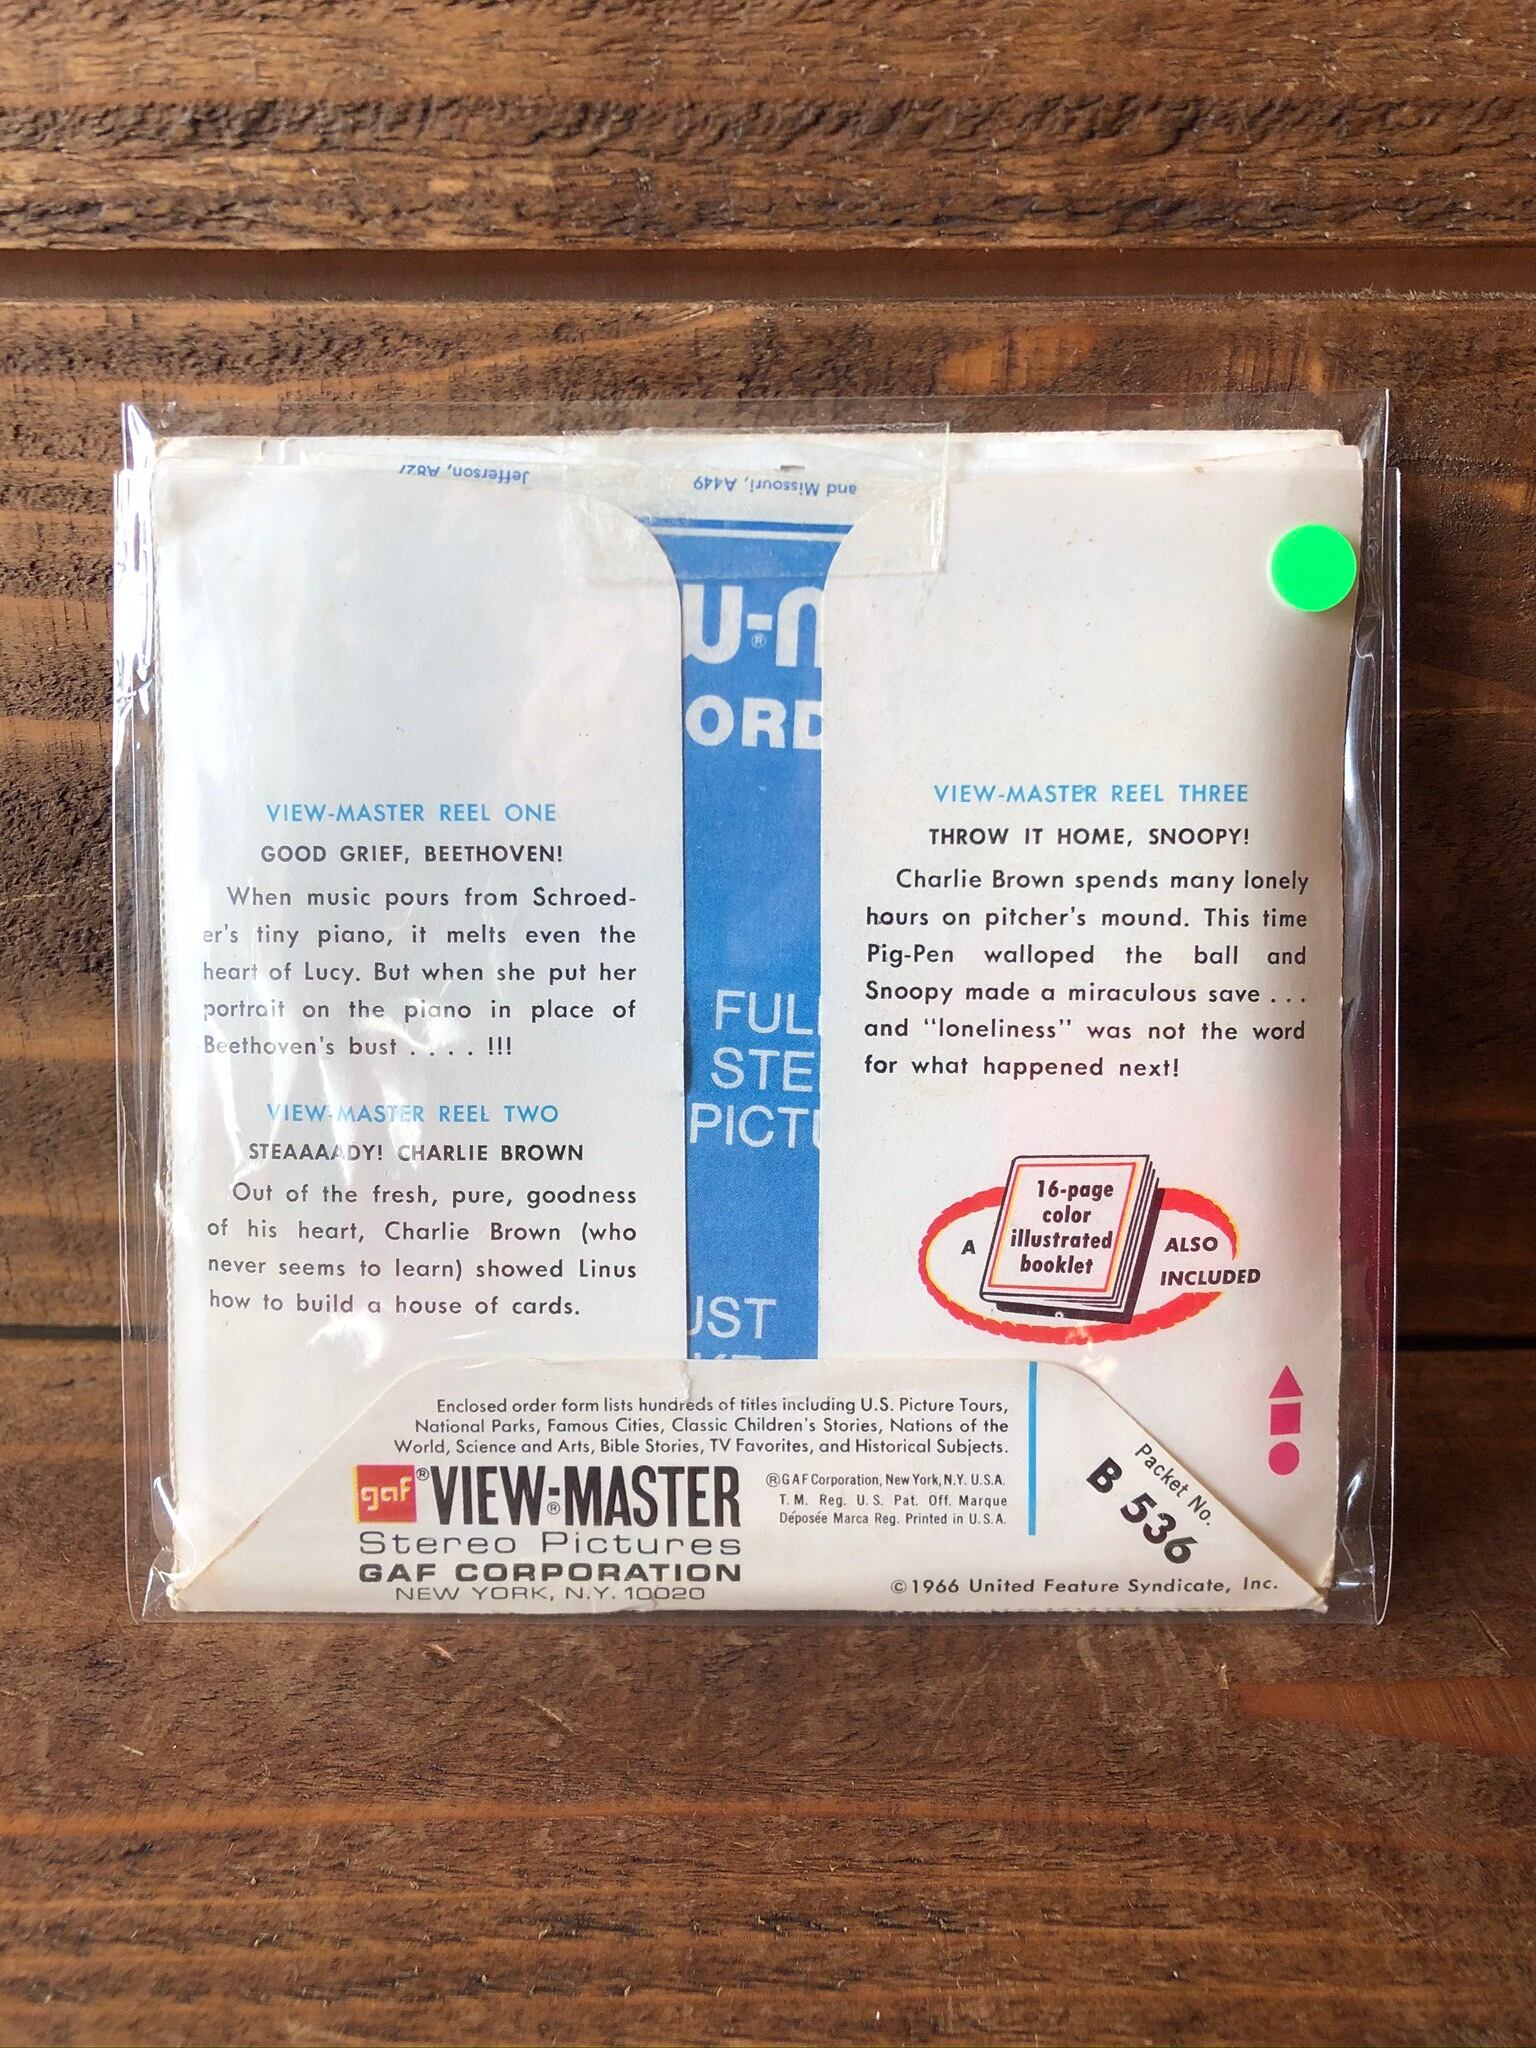 Jefferson, A827
and Missouri, A449
ORD
VIEW-MASTER REEL ONE
GOOD GRIEF, BEETHOVEN!
When music pours from Schroed-
er's tiny piano, it melts even the
heart of Lucy. But when she put her
portrait on the piano in place of
Beethoven's bust . . . . !!!
VIEW-MASTER REEL TWO
STEAAAADY! CHARLIE BROWN
Out of the fresh, pure, goodness
of his heart, Charlie Brown (who
never seems to learn) showed Linus
how to build a house of cards.
FUL
STE
PICT
UST
VIEW-MASTER REEL THREE
THROW IT HOME, SNOOPY!
Charlie Brown spends many lonely
hours on pitcher's mound. This time
Pig-Pen walloped the ball and
Snoopy made a miraculous save . . .
and "loneliness" was not the word
for what happened next!
A
16-page
color
illustrated
booklet
ALSO
INCLUDED
Enclosed order form lists hundreds of titles including U.S. Picture Tours,
National Parks, Famous Cities, Classic Children's Stories, Nations of the
World, Science and Arts, Bible Stories, TV Favorites, and Historical Subjects.
gaf® VIEW-MASTER®
Stereo Pictures
GAF CORPORATION
NEW YORK, N.Y. 10020
®GAF Corporation, New York, N.Y. U.S.A.
T. M. Reg. U. S. Pat. Off. Marque
Déposée Marca Reg. Printed in U.S.A.
Packet No.
B 536
©1966 United Feature Syndicate, Inc.